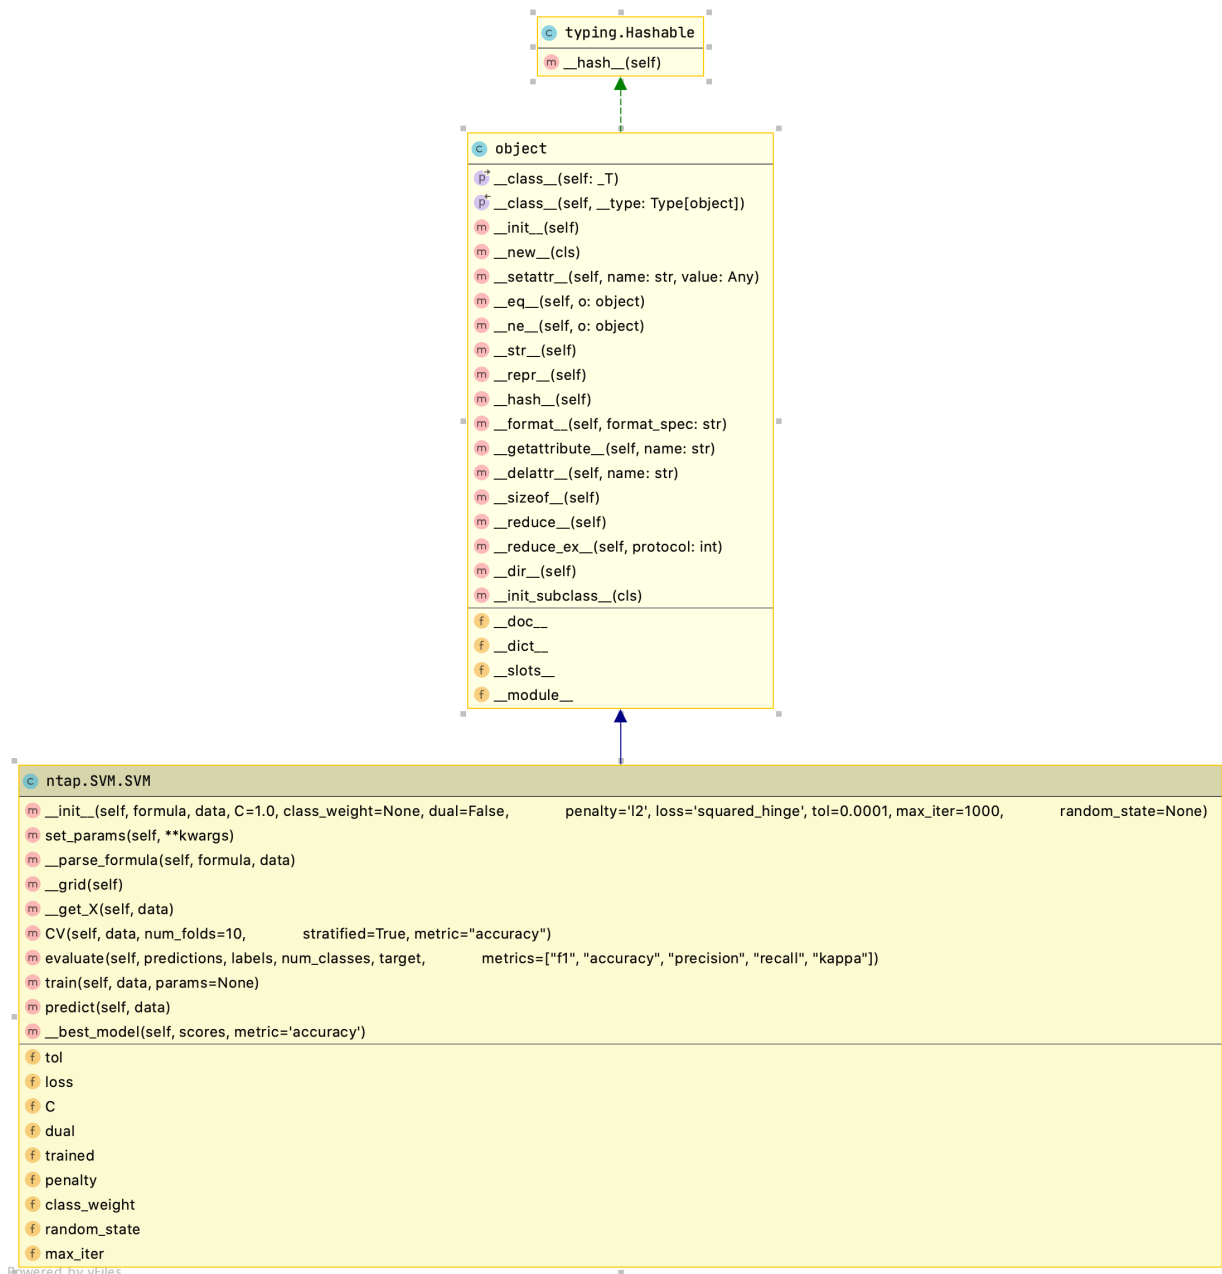 c typing.Hashable
m __hash__(self)
c object
p __class__(self: _T)
p __class__(self, __type: Type[object])
m __init__(self)
m __new__(cls)
m __setattr__(self, name: str, value: Any)
m __eq__(self, o: object)
m __ne__(self, o: object)
m __str__(self)
m __repr__(self)
m __hash__(self)
m __format__(self, format_spec: str)
m __getattribute__(self, name: str)
m __delattr__(self, name: str)
m __sizeof__(self)
m __reduce__(self)
m __reduce_ex__(self, protocol: int)
m __dir__(self)
m __init_subclass__(cls)
f __doc__
f __dict__
f __slots__
f __module__
c ntap.SVM.SVM
m __init__(self, formula, data, C=1.0, class_weight=None, dual=False, penalty='l2', loss='squared_hinge', tol=0.0001, max_iter=1000, random_state=None)
m set_params(self, **kwargs)
m __parse_formula(self, formula, data)
m __grid(self)
m __get_X(self, data)
m CV(self, data, num_folds=10, stratified=True, metric="accuracy")
m evaluate(self, predictions, labels, num_classes, target, metrics=["f1", "accuracy", "precision", "recall", "kappa"])
m train(self, data, params=None)
m predict(self, data)
m __best_model(self, scores, metric='accuracy')
f tol
f loss
f C
f dual
f trained
f penalty
f class_weight
f random_state
f max_iter
Powered by yFiles